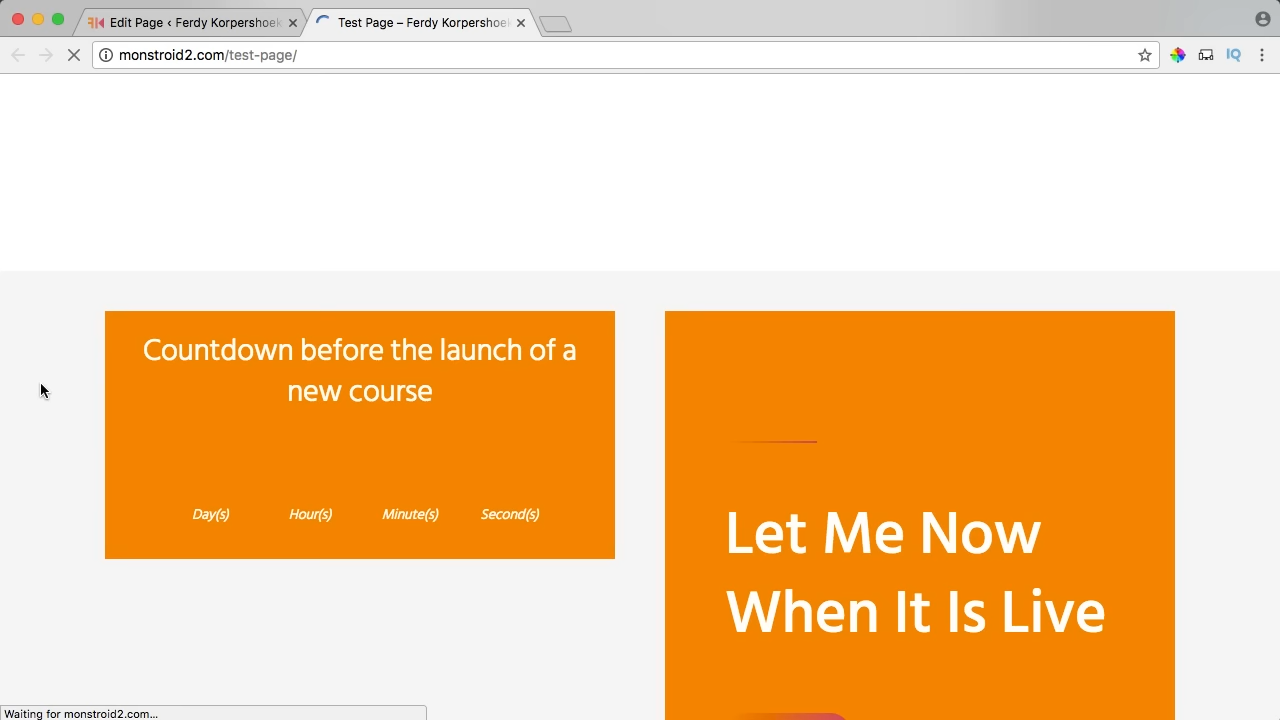 Edit Page ‹ Ferdy Korpershoek
Test Page – Ferdy Korpershoek
monstroid2.com/test-page/
IQ
Countdown before the launch of a
new course
Day(s) Hour(s) Minute(s) Second(s)
Let Me Now
When It Is Live
Waiting for monstroid2.com...